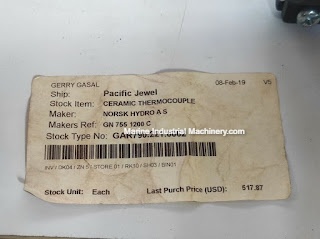 GERRY GASAL 08-Feb-19 V5
Ship: Pacific Jewel
Stock Item: CERAMIC THERMOCOUPLE
Maker: NORSK HYDRO A S
Marine Industrial Machinery.com
Makers Ref: GN 755 1200 C
Stock Type No:
Stock Unit: Each Last Purch Price (USD): $17.87